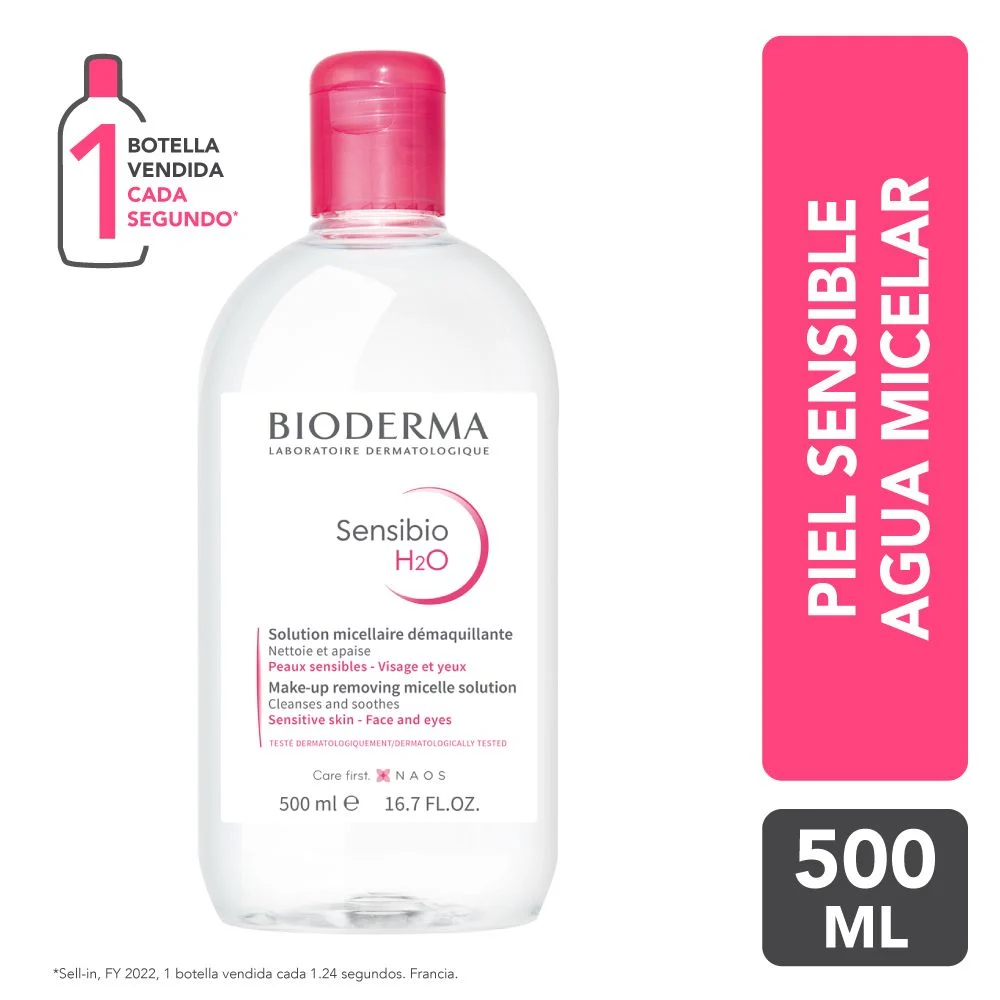 1
BOTELLA
VENDIDA
CADA
SEGUNDO*
BIODERMA
LABORATOIRE DERMATOLOGIQUE
Sensibio
H2O
Solution micellaire démaquillante
Nettoie et apaise
Peaux sensibles - Visage et yeux
Make-up removing micelle solution
Cleanses and soothes
Sensitive skin - Face and eyes
TESTÉ DERMATOLOGIQUEMENT/DERMATOLOGICALLY TESTED
Care first. NAOS
500 ml ℮ 16.7 FL.OZ.
PIEL SENSIBLE
AGUA MICELAR
500
ML
*Sell-in, FY 2022, 1 botella vendida cada 1.24 segundos. Francia.